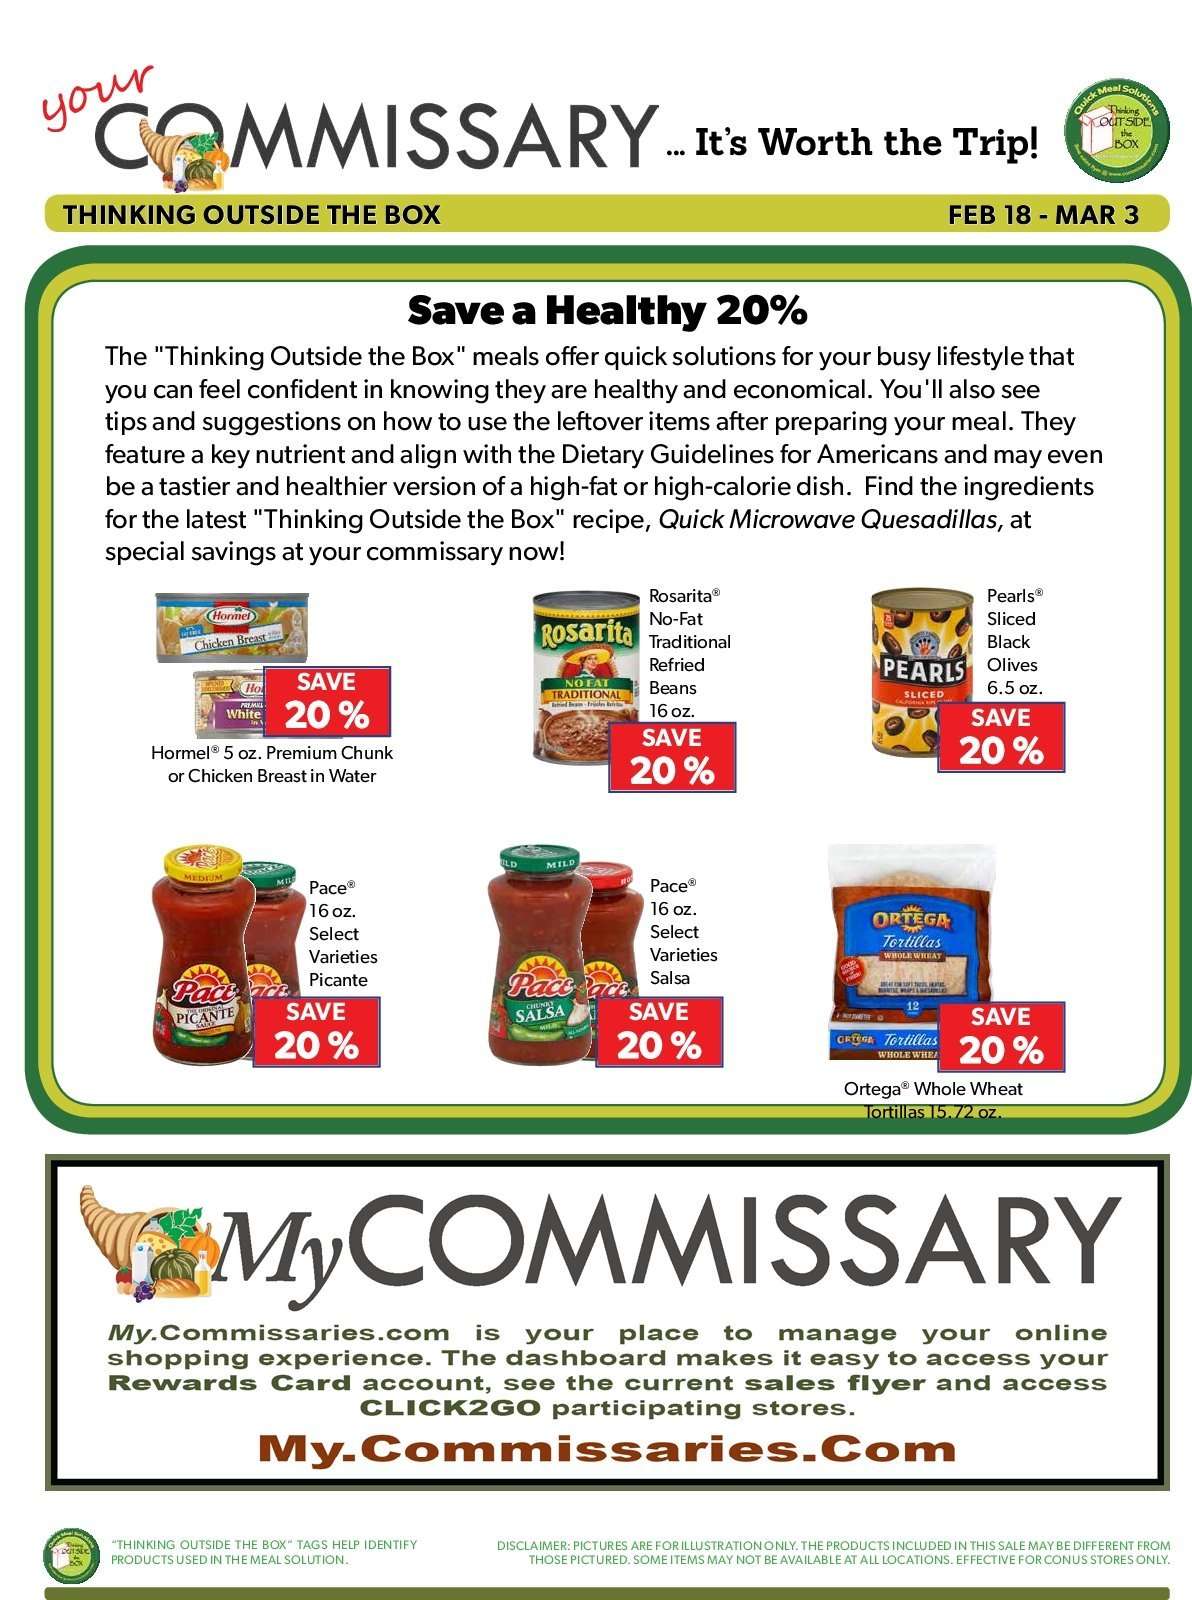 your
COMMISSARY ... It's Worth the Trip!
Quick Meal Solutions
Thinking
OUTSIDE
the
BOX
THINKING OUTSIDE THE BOX FEB 18 - MAR 3
Save a Healthy 20%
The "Thinking Outside the Box" meals offer quick solutions for your busy lifestyle that
you can feel confident in knowing they are healthy and economical. You'll also see
tips and suggestions on how to use the leftover items after preparing your meal. They
feature a key nutrient and align with the Dietary Guidelines for Americans and may even
be a tastier and healthier version of a high-fat or high-calorie dish. Find the ingredients
for the latest "Thinking Outside the Box" recipe, Quick Microwave Quesadillas, at
special savings at your commissary now!
Hormel
Chicken Breast
White
SAVE
20 %
Hormel® 5 oz. Premium Chunk
or Chicken Breast in Water
Rosarita
NO FAT
TRADITIONAL
Rosarita®
No-Fat
Traditional
Refried
Beans
16 oz.
SAVE
20 %
PEARLS
SLICED
Pearls®
Sliced
Black
Olives
6.5 oz.
SAVE
20 %
MEDIUM
MILD
Pace
THE ORIGINAL
PICANTE
SAUCE
Pace®
16 oz.
Select
Varieties
Picante
SAVE
20 %
MILD
Pace
CHUNKY
SALSA
MILD
Pace®
16 oz.
Select
Varieties
Salsa
SAVE
20 %
ORTEGA
Tortillas
WHOLE WHEAT
12
ORTEGA Tortillas
WHOLE WHEA
SAVE
20 %
Ortega® Whole Wheat
Tortillas 15.72 oz.
MyCOMMISSARY
My.Commissaries.com is your place to manage your online
shopping experience. The dashboard makes it easy to access your
Rewards Card account, see the current sales flyer and access
CLICK2GO participating stores.
My.Commissaries.Com
Thinking
OUTSIDE
the
BOX
"THINKING OUTSIDE THE BOX" TAGS HELP IDENTIFY
PRODUCTS USED IN THE MEAL SOLUTION.
DISCLAIMER: PICTURES ARE FOR ILLUSTRATION ONLY. THE PRODUCTS INCLUDED IN THIS SALE MAY BE DIFFERENT FROM
THOSE PICTURED. SOME ITEMS MAY NOT BE AVAILABLE AT ALL LOCATIONS. EFFECTIVE FOR CONUS STORES ONLY.